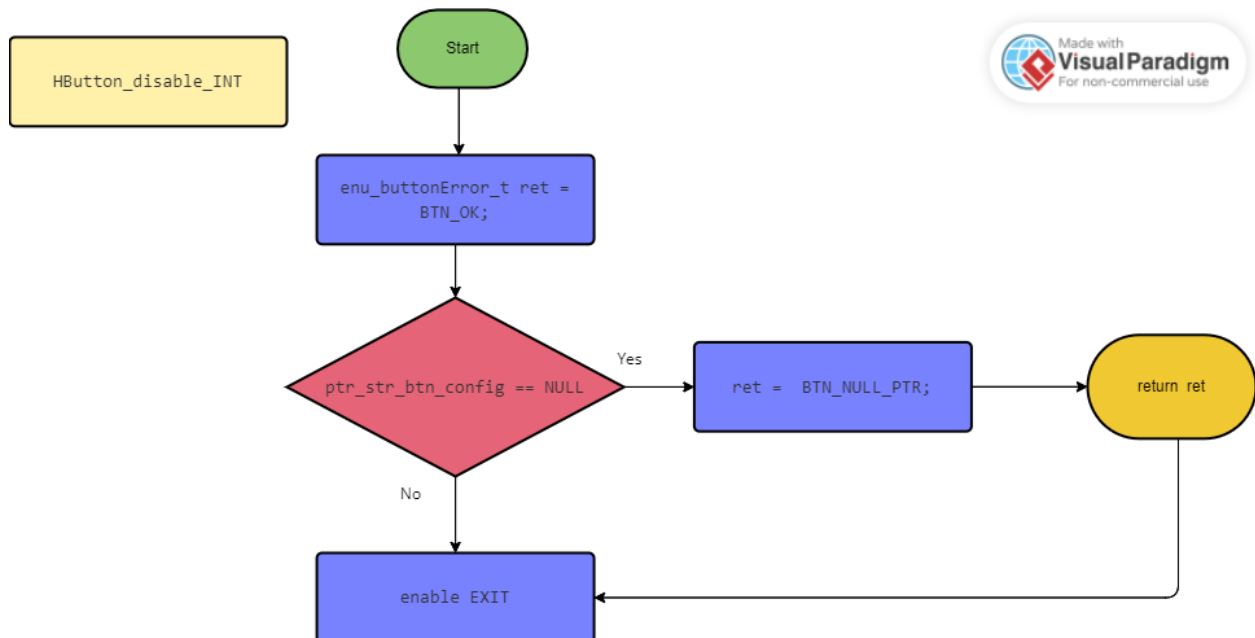 HButton_disable_INT
Start
Made with
Visual Paradigm
For non-commercial use
enu_buttonError_t ret =
BTN_OK;
ptr_str_btn_config == NULL
Yes
ret =  BTN_NULL_PTR;
return ret
No
enable EXIT